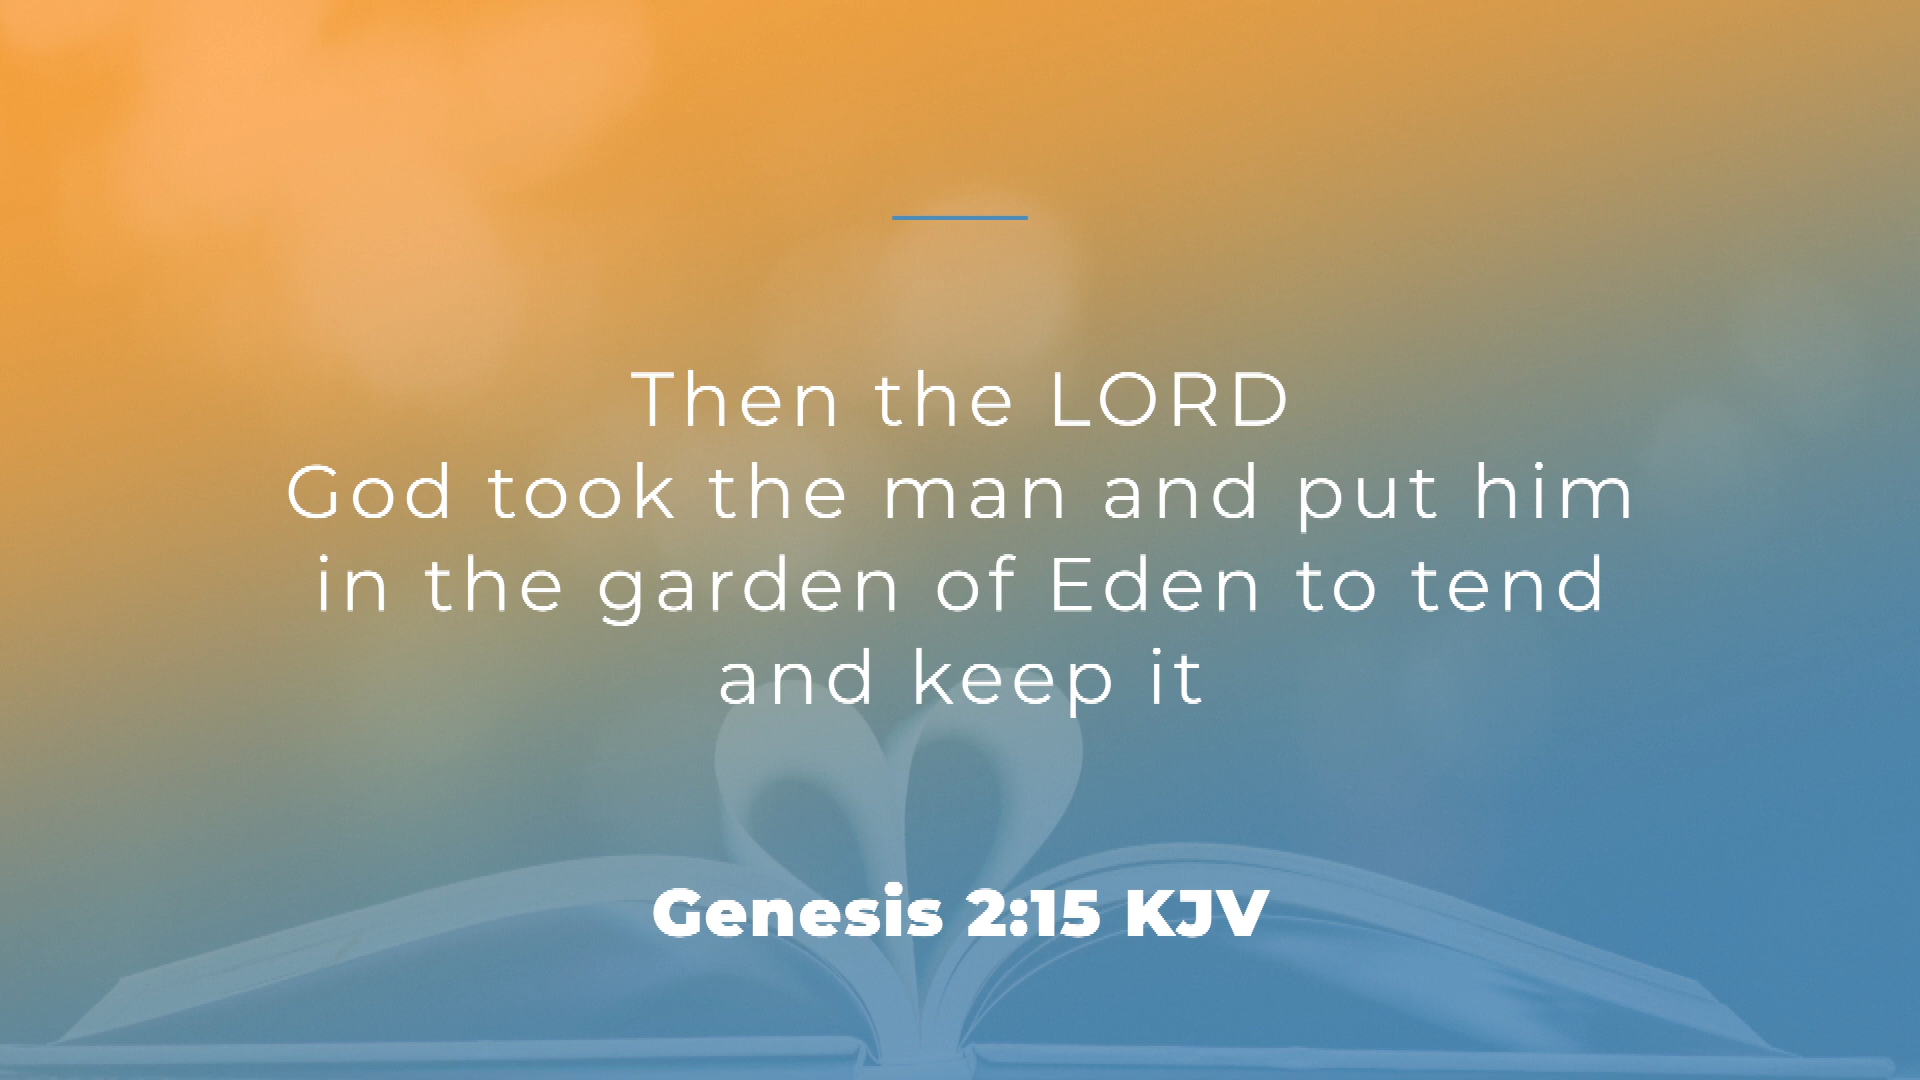 Then the LORD
God took the man and put him
in the garden of Eden to tend
and keep it
Genesis 2:15 KJV